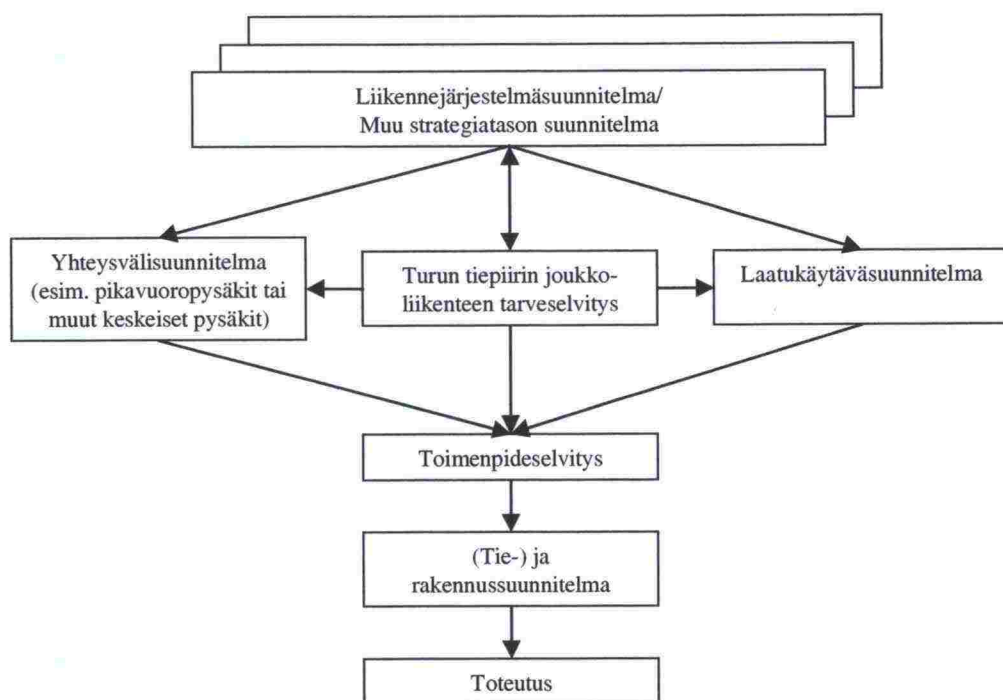 Liikennejärjestelmäsuunnitelma/
Muu strategiatason suunnitelma
Yhteysvälisuunnitelma
(esim. pikavuoropysäkit tai
muut keskeiset pysäkit)
Turun tiepiirin joukko-
liikenteen tarveselvitys
Laatukäytäväsuunnitelma
Toimenpideselvitys
(Tie-) ja
rakennussuunnitelma
Toteutus